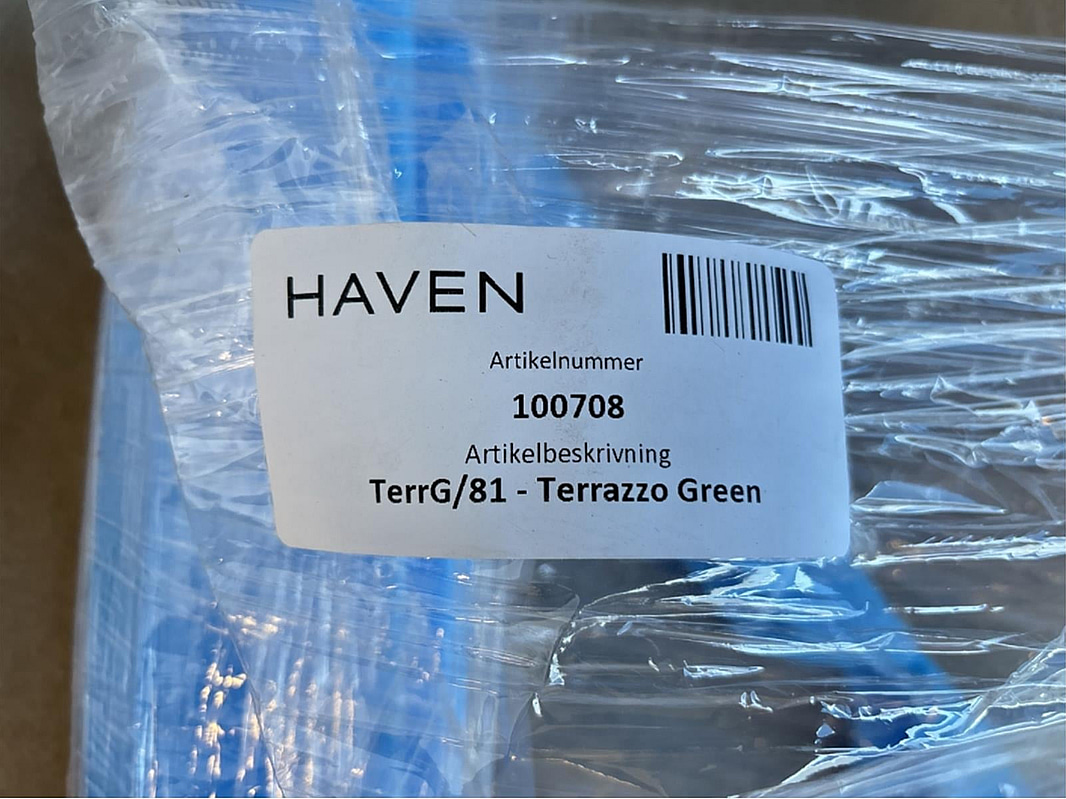 HAVEN
Artikelnummer
100708
Artikelbeskrivning
TerrG/81 - Terrazzo Green